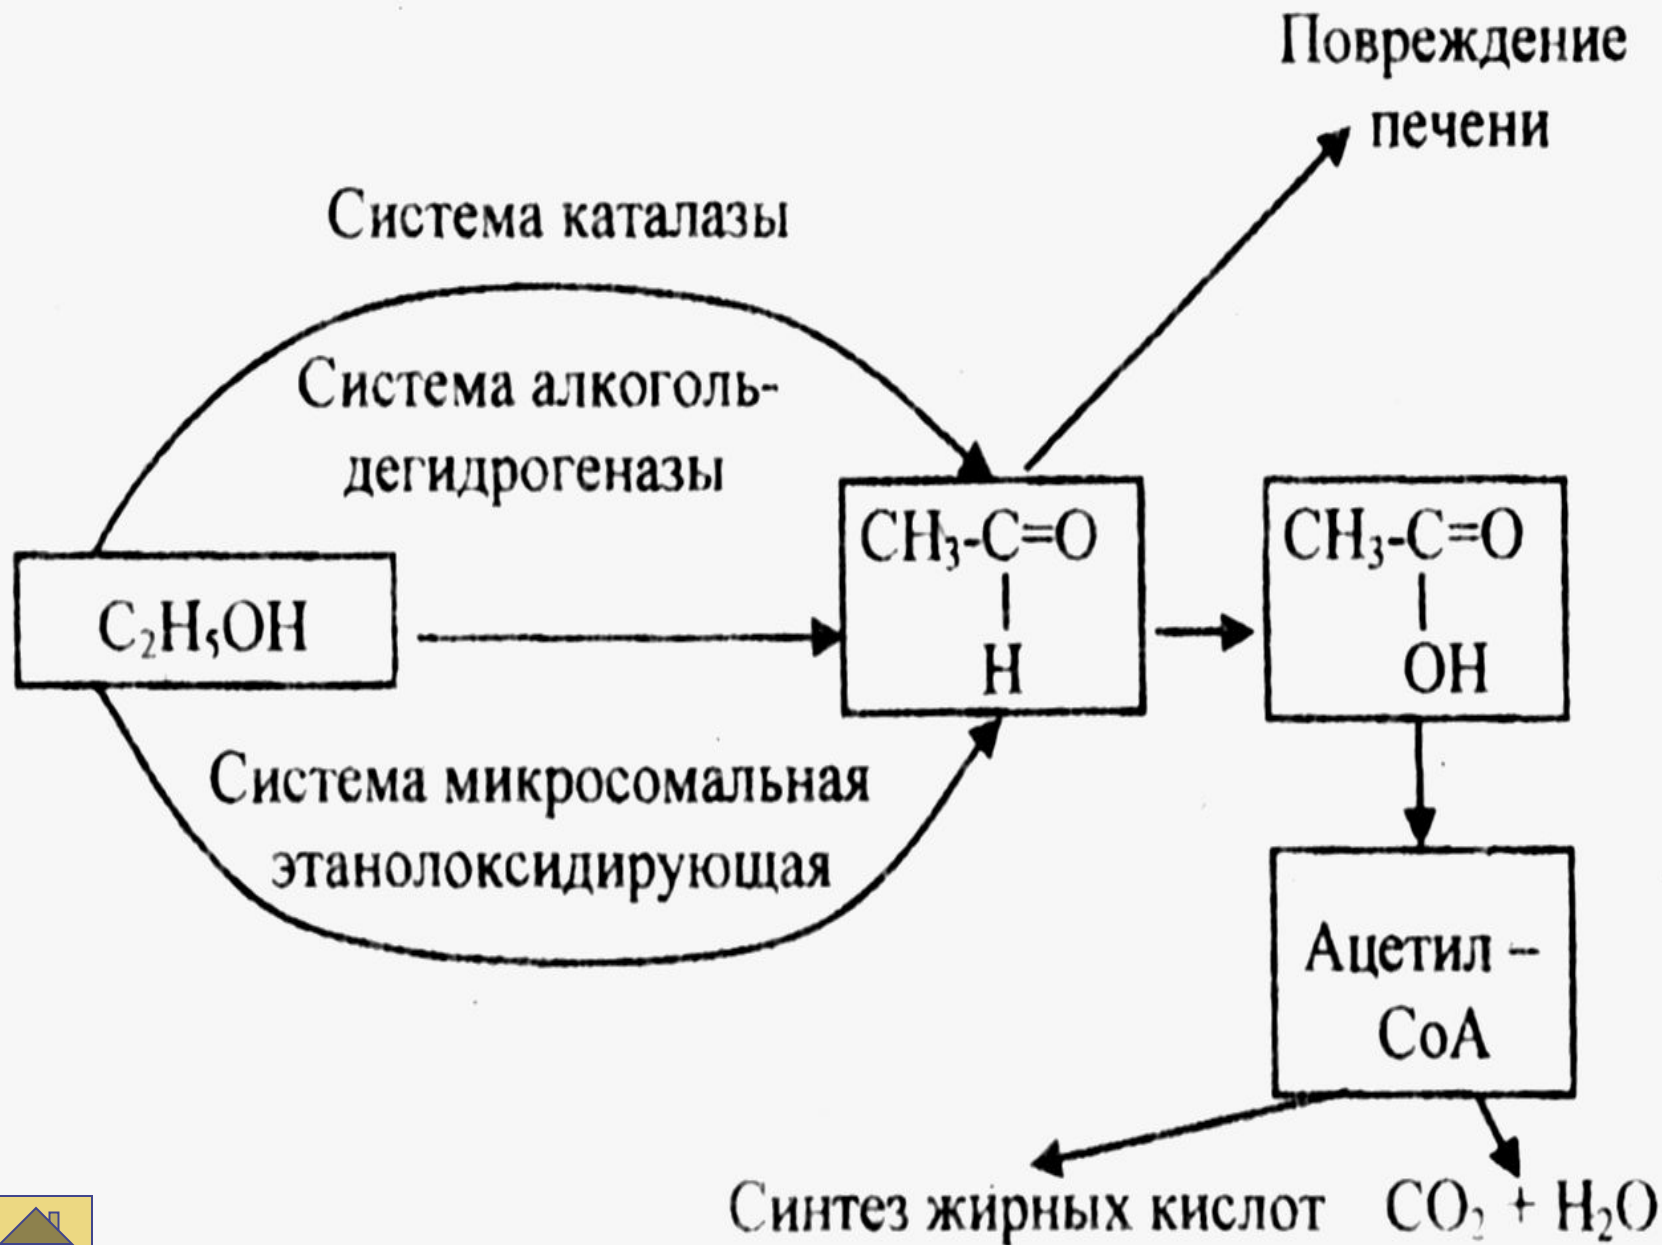 Повреждение
печени
Система каталазы
Система алкоголь-
дегидрогеназы
C₂H₅OH
CH₃-C=O
H
CH₃-C=O
OH
Система микросомальная
этанолоксидирующая
Ацетил –
CoA
Синтез жирных кислот
CO₂ + H₂O